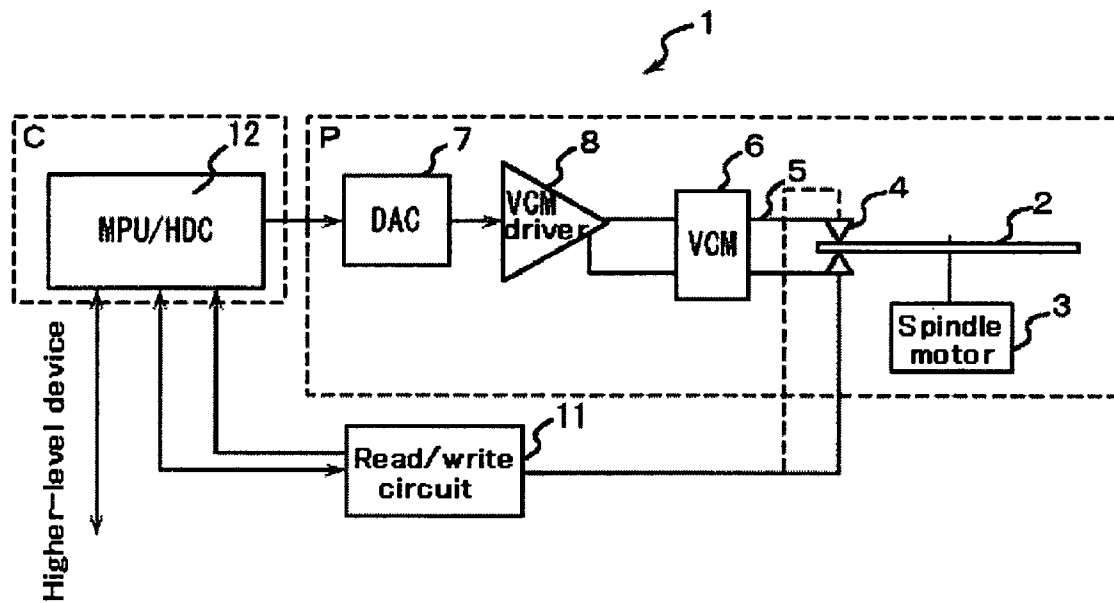 1
C
12
MPU/HDC
P
7
DAC
8
VCM
driver
6
VCM
5
4
2
3
Spindle
motor
11
Read/write
circuit
Higher-level device